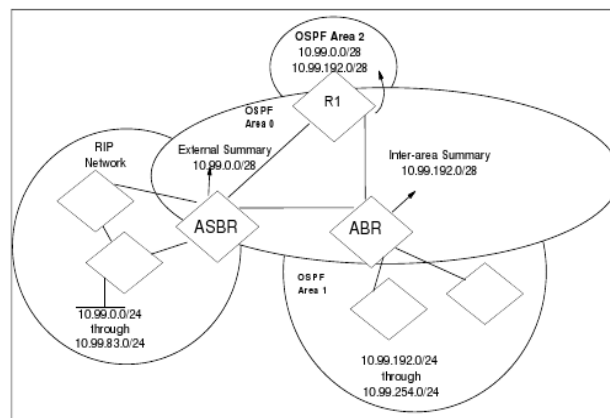 OSPF Area 2
10.99.0.0/28
10.99.192.0/28
R1
OSPF
Area 0
RIP
Network
External Summary
10.99.0.0/28
Inter-area Summary
10.99.192.0/28
ASBR
ABR
OSPF
Area 1
10.99.0.0/24
through
10.99.83.0/24
10.99.192.0/24
through
10.99.254.0/24